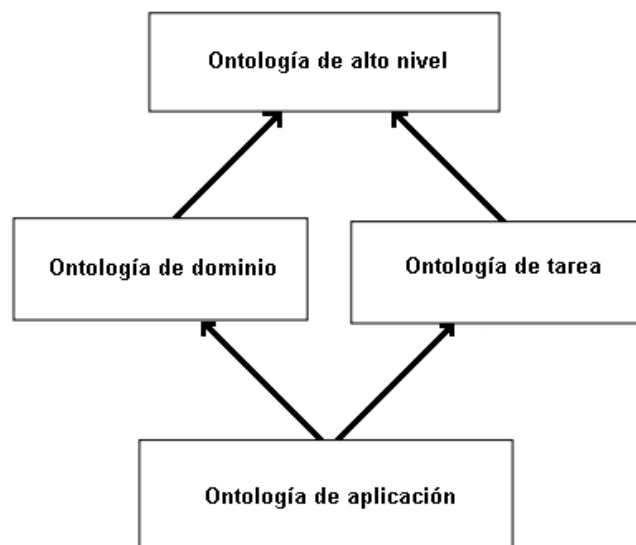 Ontología de alto nivel
Ontología de dominio
Ontología de tarea
Ontología de aplicación